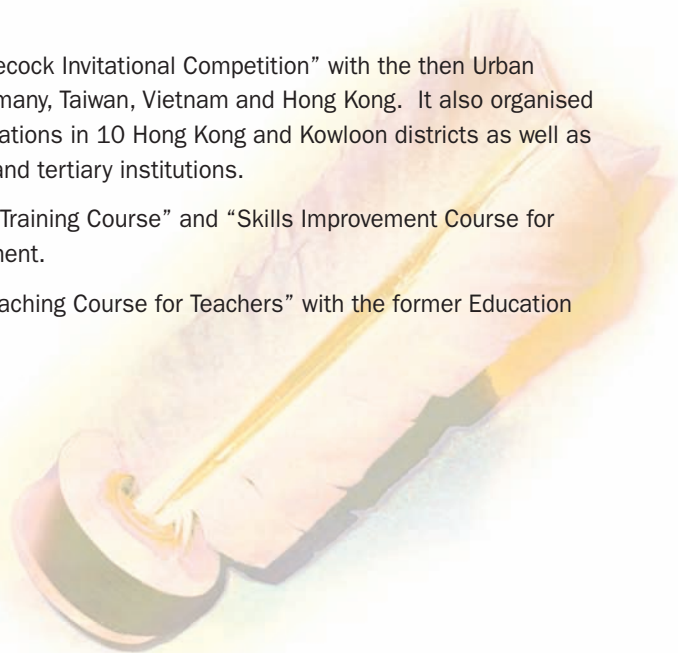 ecock Invitational Competition” with the then Urban
many, Taiwan, Vietnam and Hong Kong. It also organised
ations in 10 Hong Kong and Kowloon districts as well as
and tertiary institutions.
Training Course” and “Skills Improvement Course for
ment.
aching Course for Teachers” with the former Education